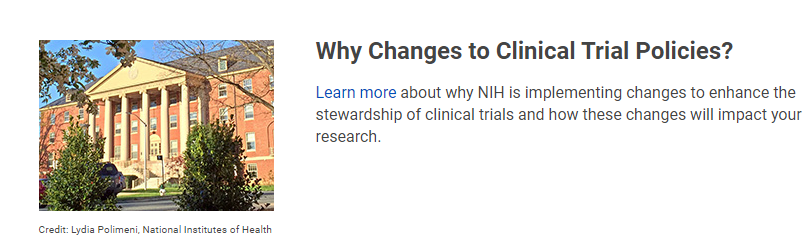 Why Changes to Clinical Trial Policies?
Learn more about why NIH is implementing changes to enhance the
stewardship of clinical trials and how these changes will impact your
research.
Credit: Lydia Polimeni, National Institutes of Health